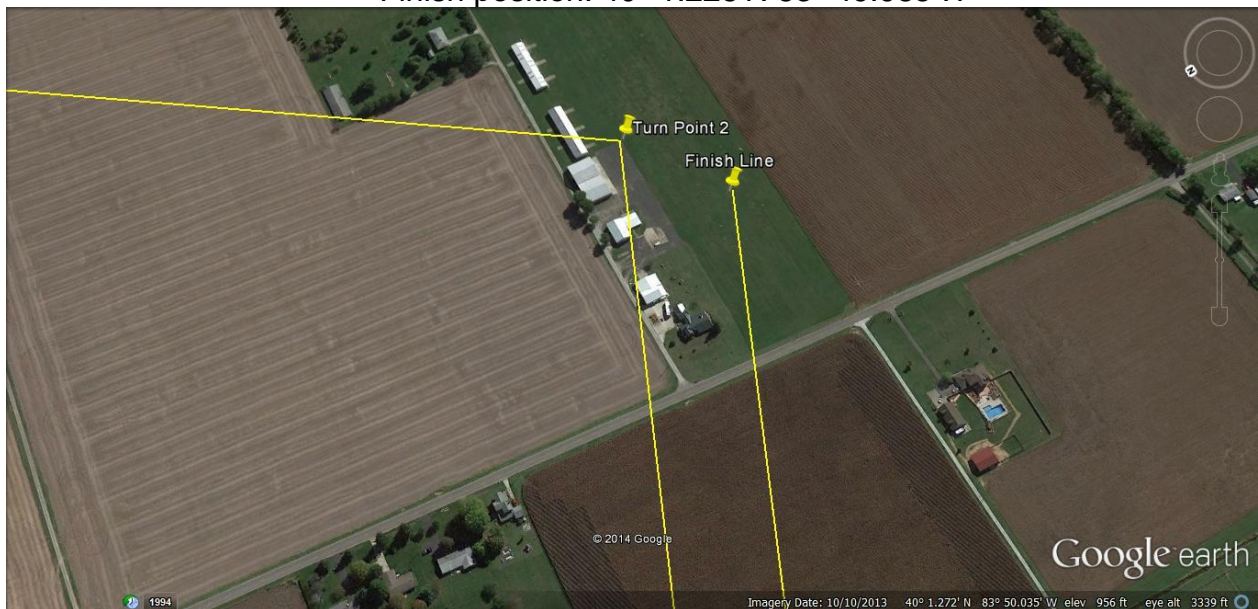 Turn Point 2
Finish Line
© 2014 Google
Google earth
1994
Imagery Date: 10/10/2013 40° 1.272' N 83° 50.035' W elev 956 ft eye alt 3339 ft